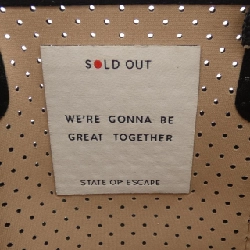 SOLD OUT
WE'RE GONNA BE
GREAT TOGETHER
STATE OF ESCAPE